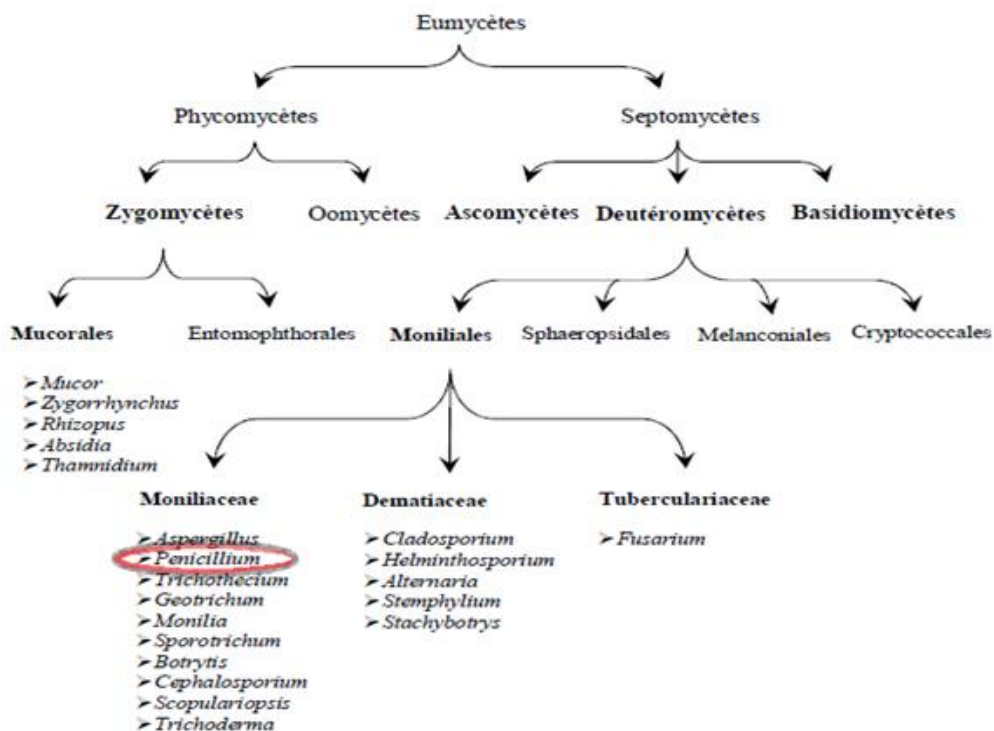 Eumycètes
Phycomycètes Septomycètes
Zygomycètes Oomycètes Ascomycètes Deutéromycètes Basidiomycètes
Mucorales Entomophthorales Moniliales Sphaeropsidales Melanconiales Cryptococcales
➢ Mucor
➢ Zygorrhynchus
➢ Rhizopus
➢ Absidia
➢ Thamnidium
Moniliaceae Dematiaceae Tuberculariaceae
➢ Aspergillus ➢ Cladosporium ➢ Fusarium
➢ Penicillium ➢ Helminthosporium
➢ Trichothecium ➢ Alternaria
➢ Geotrichum ➢ Stemphylium
➢ Monilia ➢ Stachybotrys
➢ Sporotrichum
➢ Botrytis
➢ Cephalosporium
➢ Scopulariopsis
➢ Trichoderma